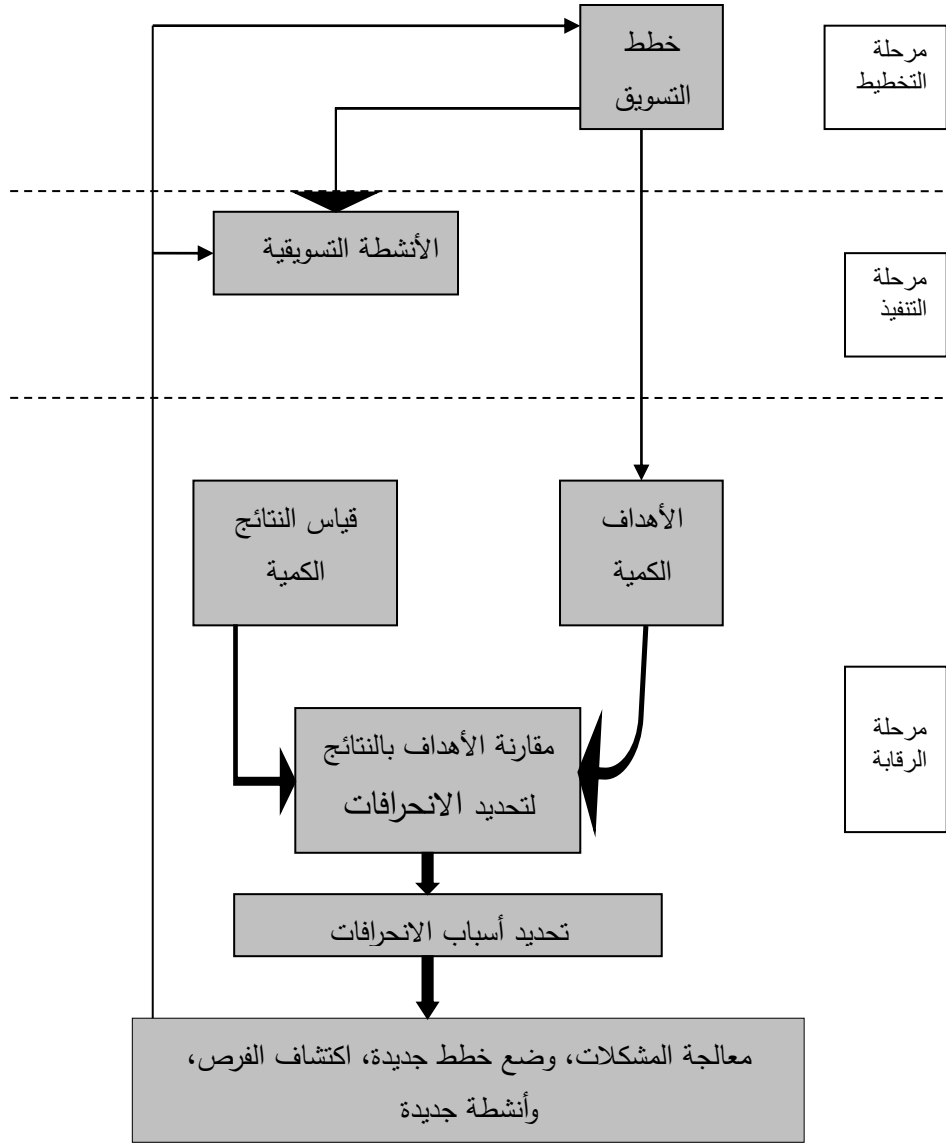 مرحلة
التخطيط
خطط
التسويق
الأنشطة التسويقية
مرحلة
التنفيذ
الأهداف
الكمية
قياس النتائج
الكمية
مرحلة
الرقابة
مقارنة الأهداف بالنتائج
لتحديد الانحرافات
تحديد أسباب الانحرافات
معالجة المشكلات، وضع خطط جديدة، اكتشاف الفرص،
وأنشطة جديدة